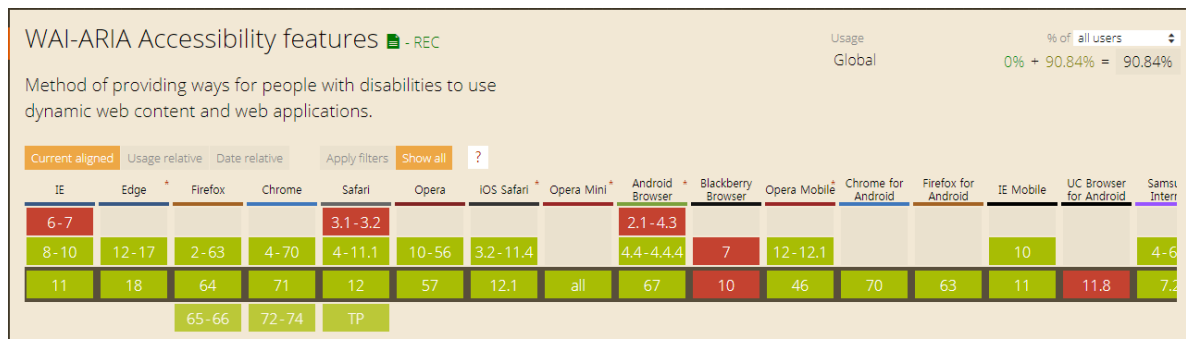 WAI-ARIA Accessibility features - REC
Usage % of all users
Global 0% + 90.84% = 90.84%
Method of providing ways for people with disabilities to use
dynamic web content and web applications.
Current aligned Usage relative Date relative Apply filters Show all ?
IE Edge * Firefox Chrome Safari Opera iOS Safari * Opera Mini * Android Browser * Blackberry Browser Opera Mobile * Chrome for Android Firefox for Android IE Mobile UC Browser for Android Samsu Intern
6-7 3.1-3.2 2.1-4.3
8-10 12-17 2-63 4-70 4-11.1 10-56 3.2-11.4 4.4-4.4.4 7 12-12.1 10 4-6
11 18 64 71 12 57 12.1 all 67 10 46 70 63 11 11.8 7.2
65-66 72-74 TP